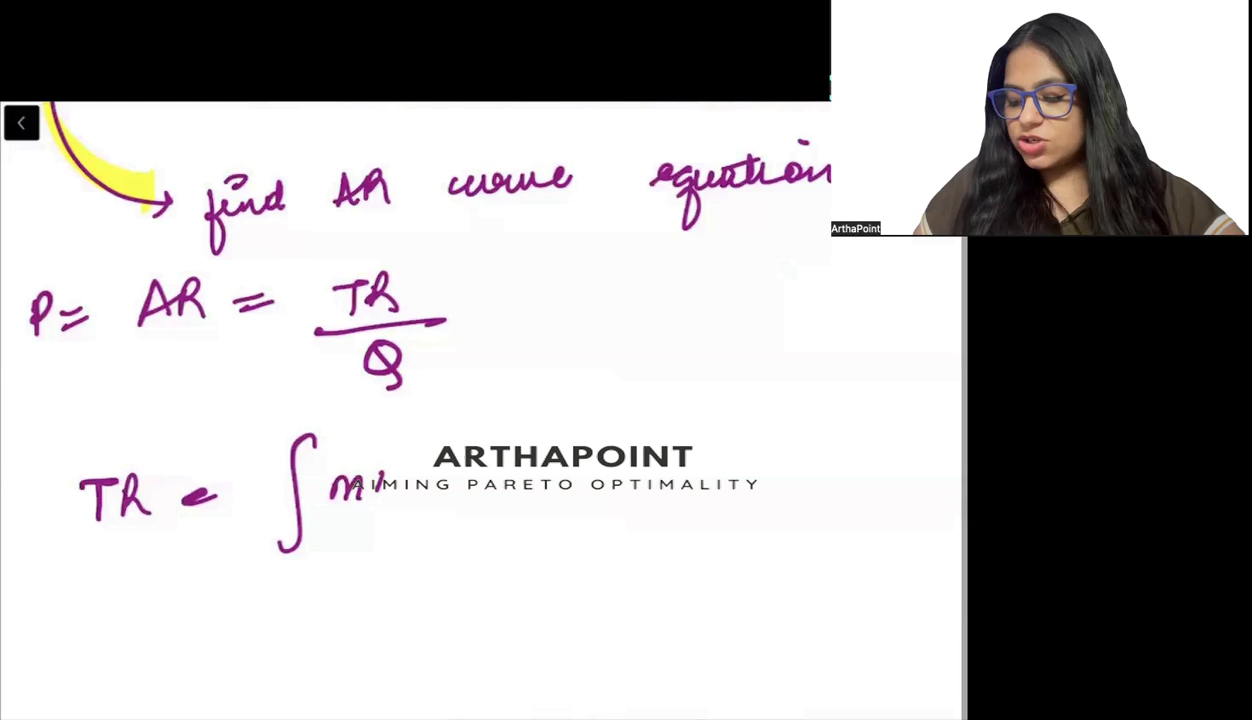 find AR curve equation
P = AR = TR
Q
TR = ∫ M
ARTHAPOINT
AIMING PARETO OPTIMALITY
ArthaPoint